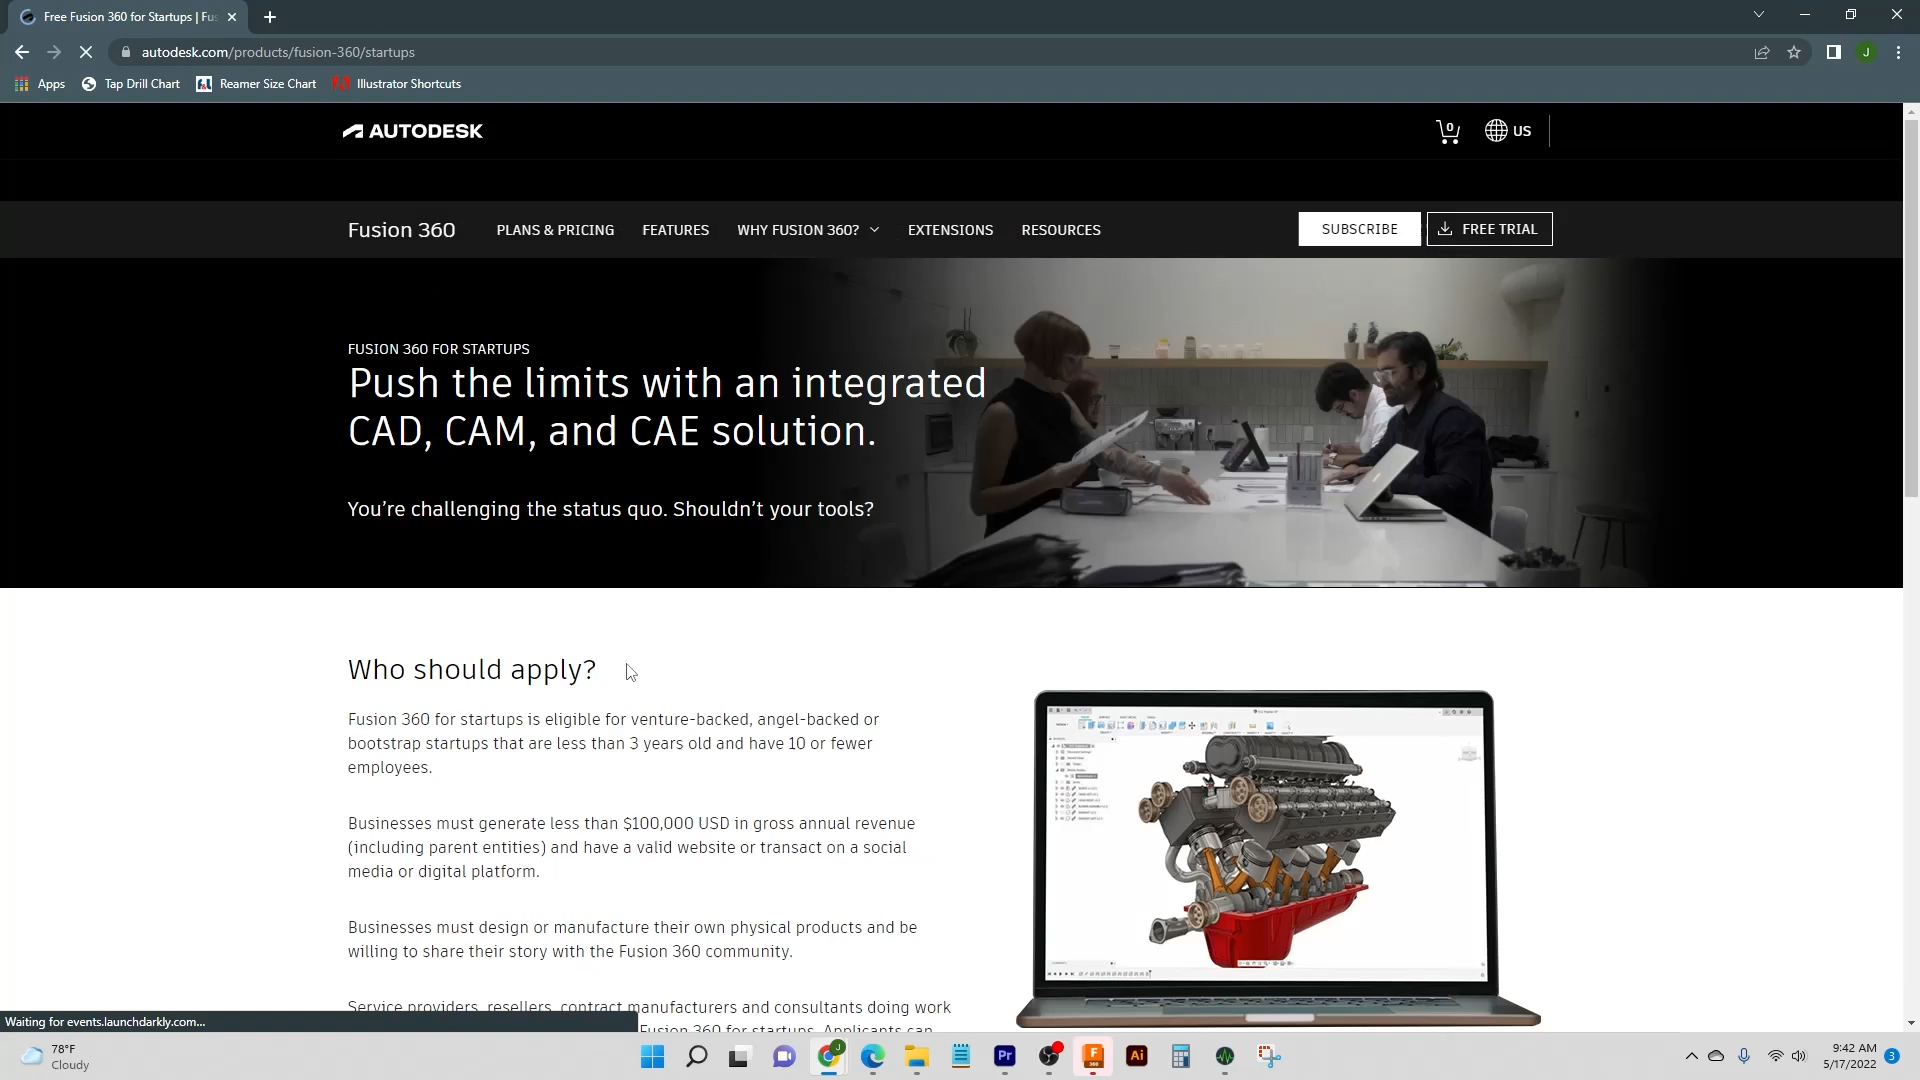 Free Fusion 360 for Startups | Fus
autodesk.com/products/fusion-360/startups
J
Apps
Tap Drill Chart
Reamer Size Chart
Illustrator Shortcuts
AUTODESK
0
US
Fusion 360
PLANS & PRICING
FEATURES
WHY FUSION 360?
EXTENSIONS
RESOURCES
SUBSCRIBE
FREE TRIAL
FUSION 360 FOR STARTUPS
Push the limits with an integrated
CAD, CAM, and CAE solution.
You’re challenging the status quo. Shouldn’t your tools?
Who should apply?
Fusion 360 for startups is eligible for venture-backed, angel-backed or
bootstrap startups that are less than 3 years old and have 10 or fewer
employees.
Businesses must generate less than $100,000 USD in gross annual revenue
(including parent entities) and have a valid website or transact on a social
media or digital platform.
Businesses must design or manufacture their own physical products and be
willing to share their story with the Fusion 360 community.
Service providers, resellers, contract manufacturers and consultants doing work
Fusion 360 for startups. Applicants can
Waiting for events.launchdarkly.com...
78°F
Cloudy
J
Pr
F
360
Ai
9:42 AM
5/17/2022
3